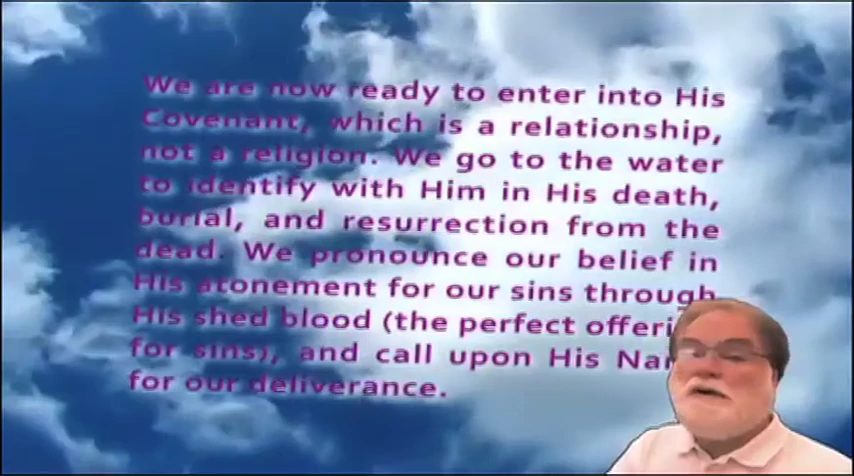 We are now ready to enter into His
Covenant, which is a relationship,
not a religion. We go to the water
to identify with Him in His death,
burial, and resurrection from the
dead. We pronounce our belief in
His atonement for our sins through
His shed blood (the perfect
for sins), and call upon His
for our deliverance.